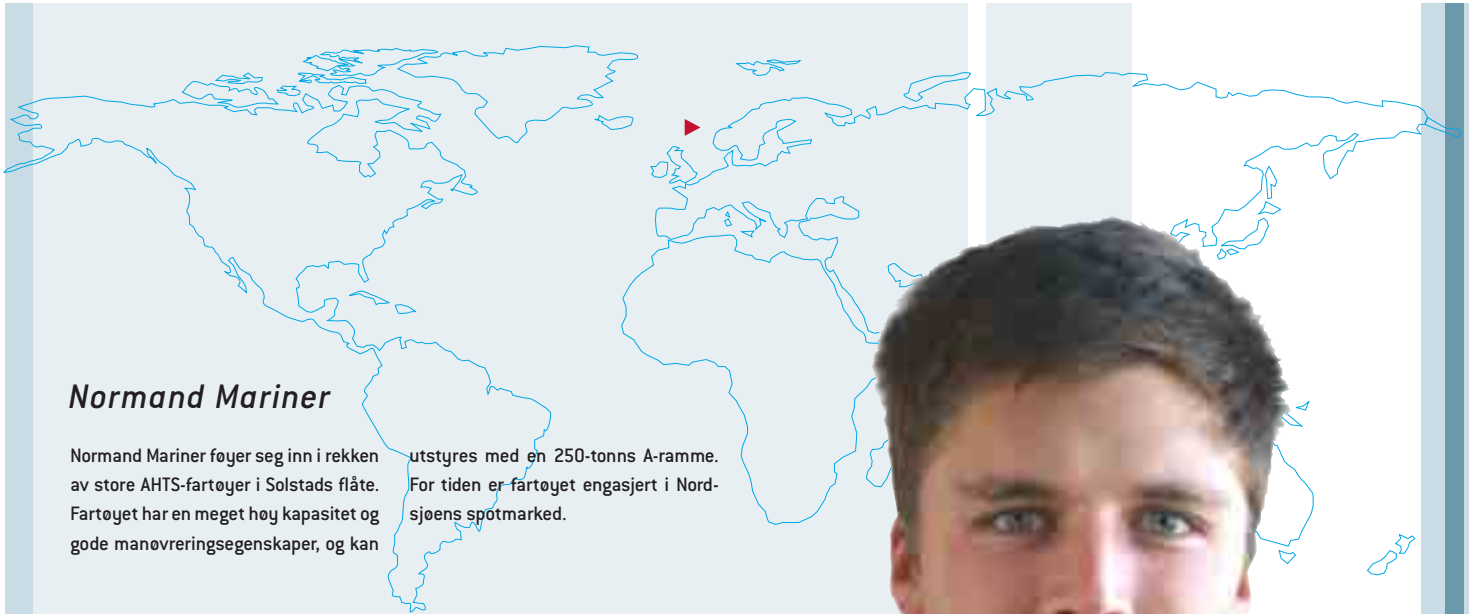 Normand Mariner
Normand Mariner føyer seg inn i rekken
av store AHTS-fartøyer i Solstads flåte.
Fartøyet har en meget høy kapasitet og
gode manøvreringsegenskaper, og kan
utstyres med en 250-tonns A-ramme.
For tiden er fartøyet engasjert i Nord-
sjøens spotmarked.